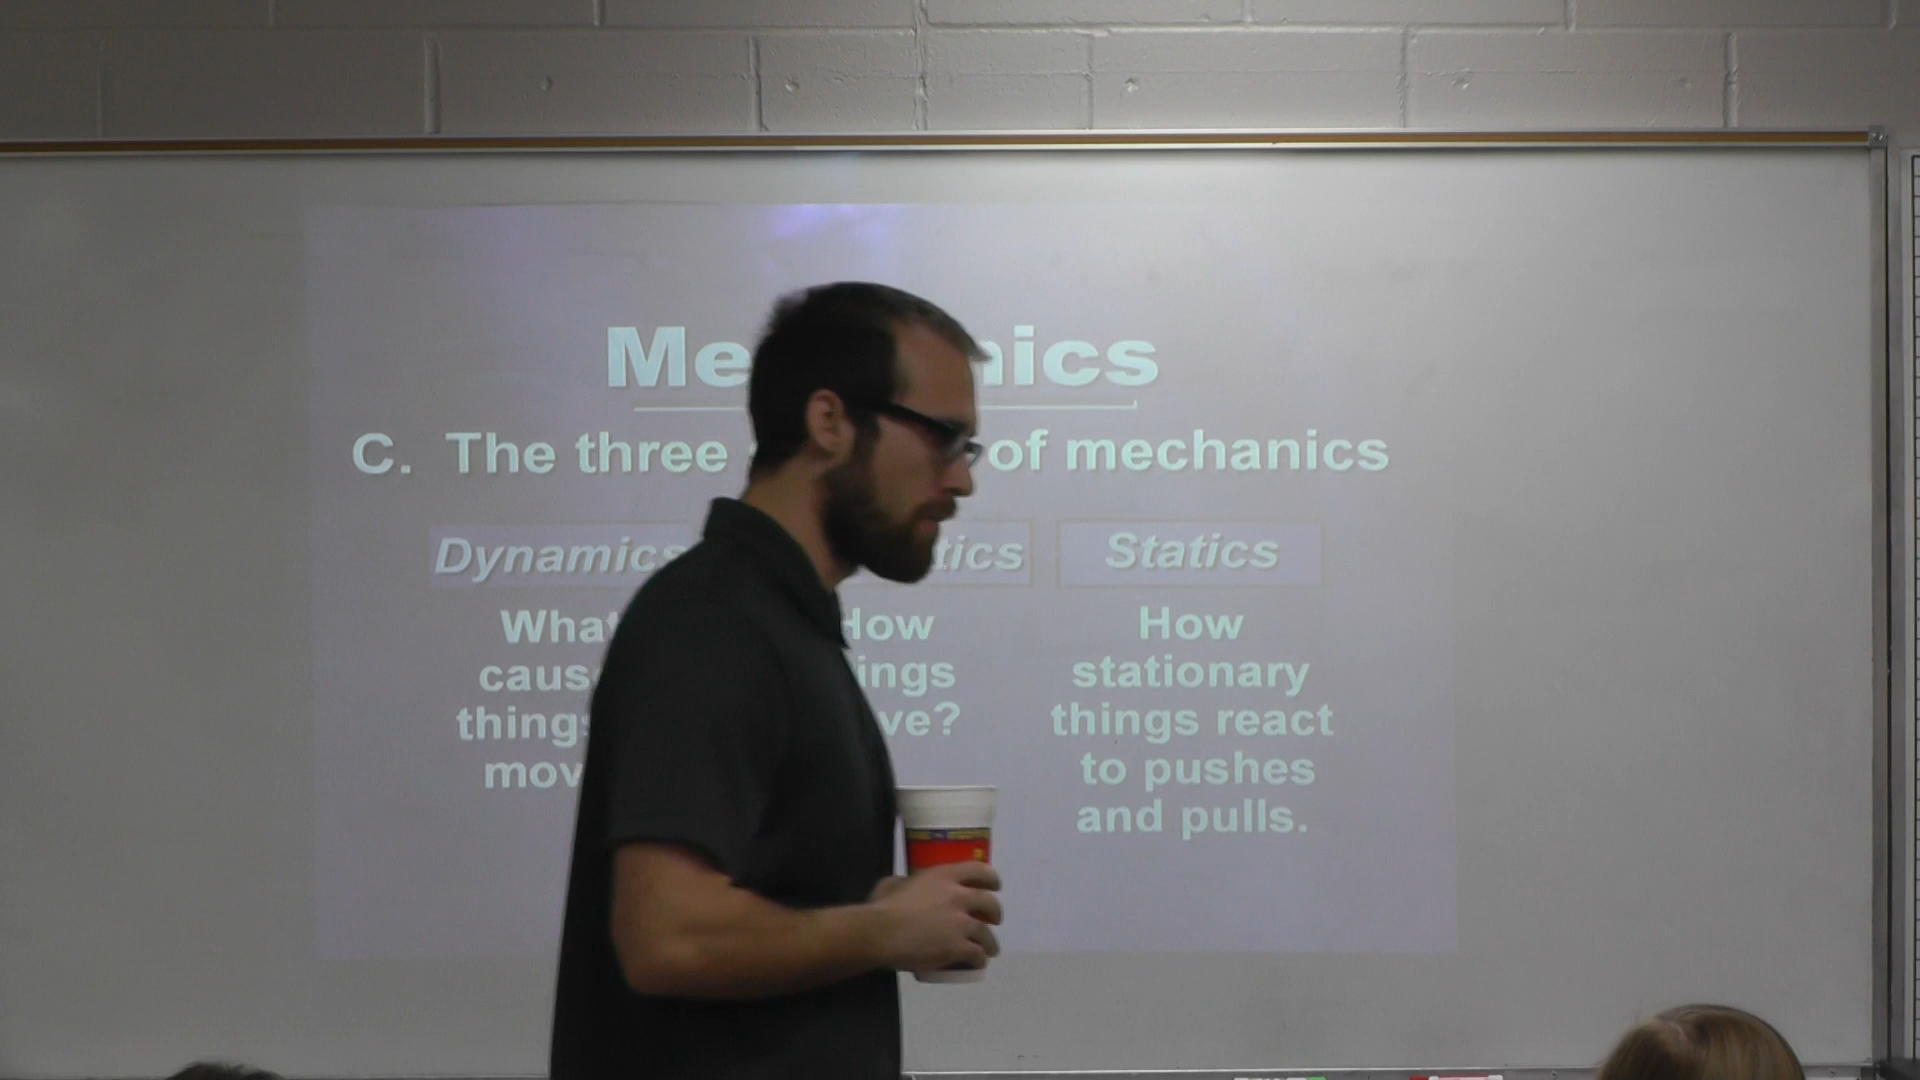 Me nics
C. The three of mechanics
Dynamics tics Statics
What How How
caus ings stationary
things ve? things react
mov to pushes
and pulls.